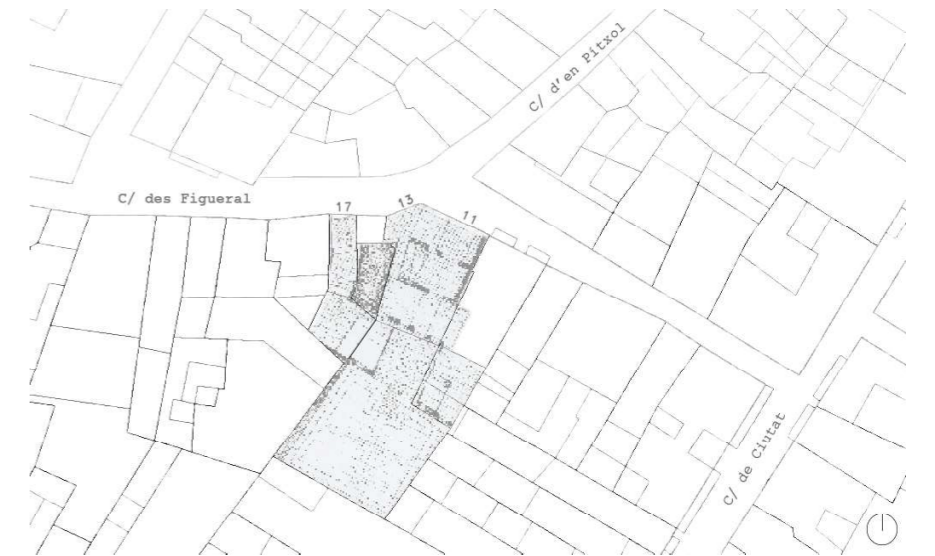 C/ d'en Pitxol
C/ des Figueral
17
13
11
C/ de Ciutat